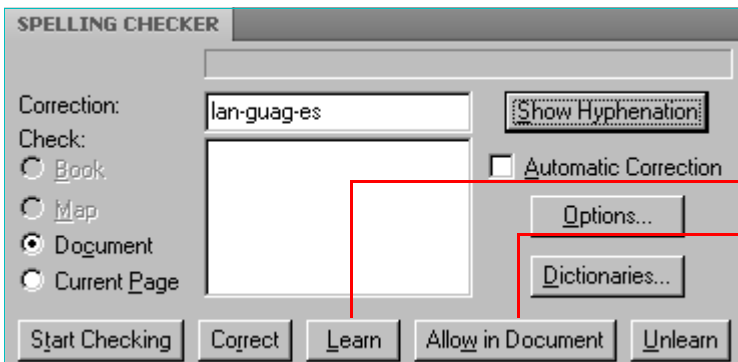 SPELLING CHECKER
Correction:
lan-guag-es
Show Hyphenation
Check:
Book
Automatic Correction
Map
Options...
Document
Current Page
Dictionaries...
Start Checking
Correct
Learn
Allow in Document
Unlearn